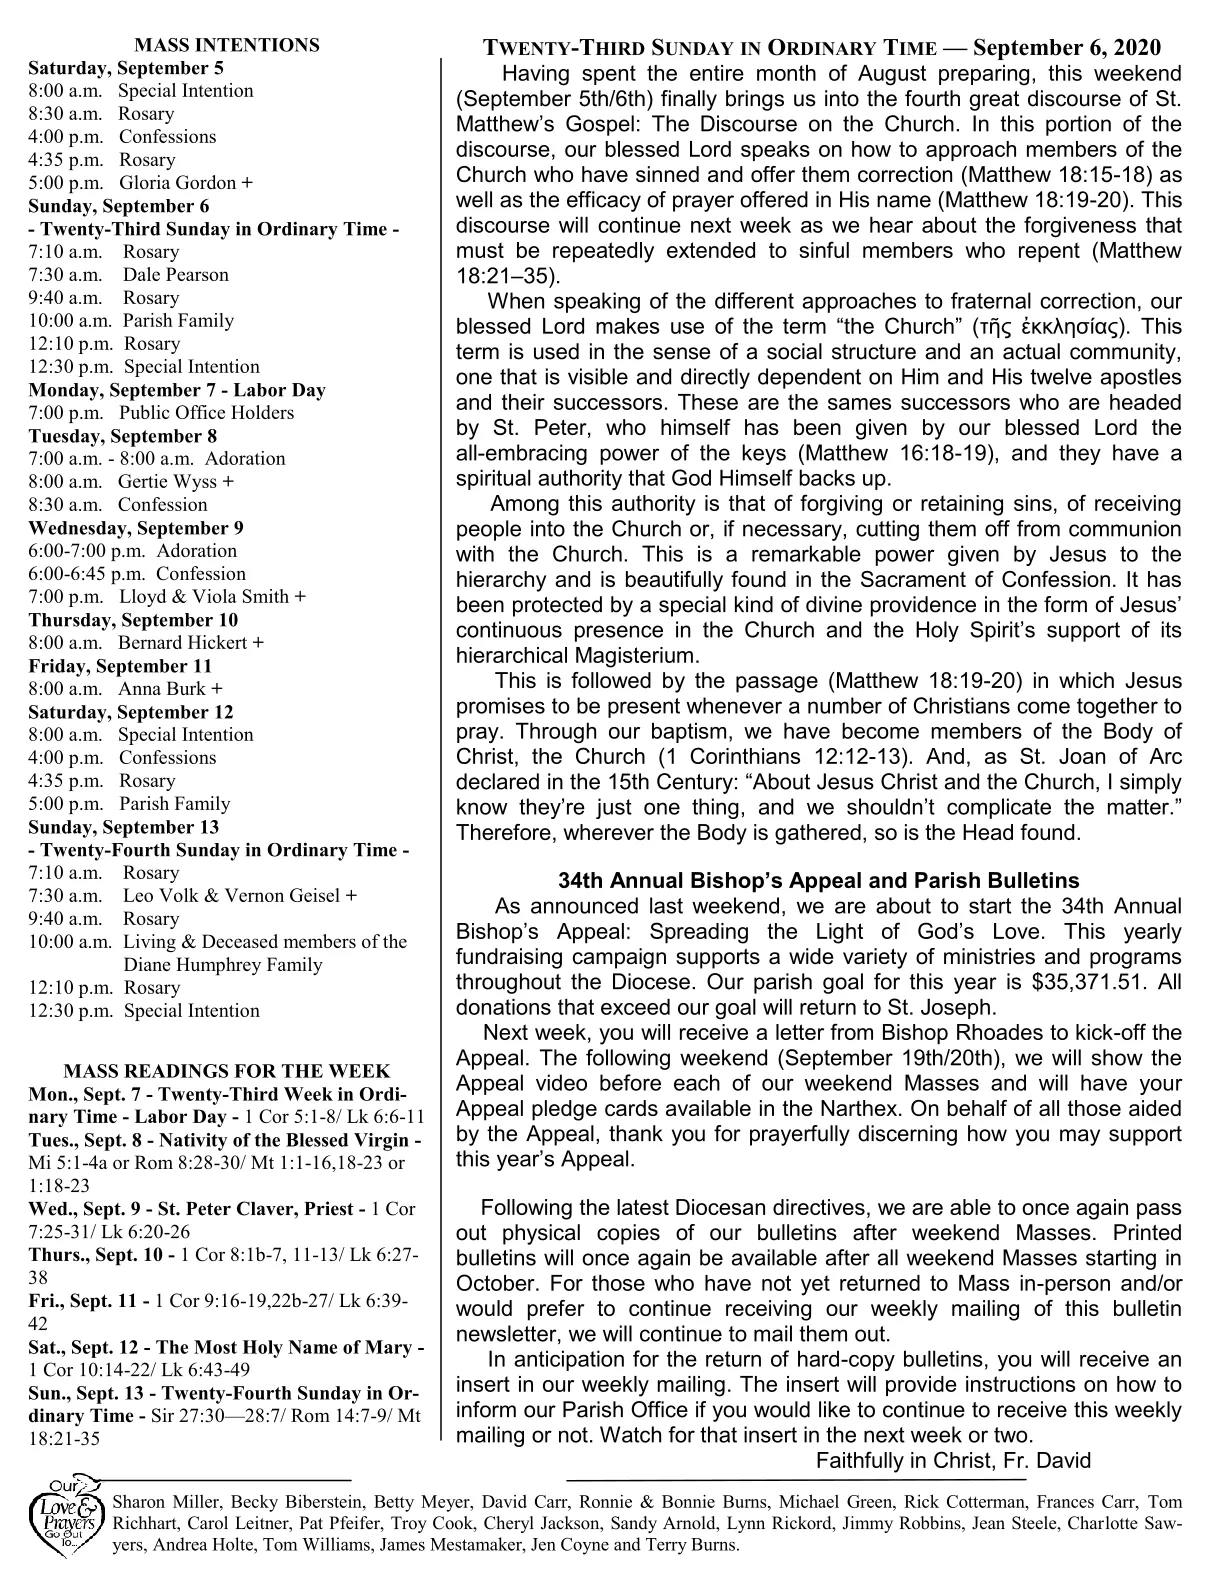 MASS INTENTIONS
Saturday, September 5
8:00 a.m. Special Intention
8:30 a.m. Rosary
4:00 p.m. Confessions
4:35 p.m. Rosary
5:00 p.m. Gloria Gordon +
Sunday, September 6
- Twenty-Third Sunday in Ordinary Time -
7:10 a.m. Rosary
7:30 a.m. Dale Pearson
9:40 a.m. Rosary
10:00 a.m. Parish Family
12:10 p.m. Rosary
12:30 p.m. Special Intention
Monday, September 7 - Labor Day
7:00 p.m. Public Office Holders
Tuesday, September 8
7:00 a.m. - 8:00 a.m. Adoration
8:00 a.m. Gertie Wyss +
8:30 a.m. Confession
Wednesday, September 9
6:00-7:00 p.m. Adoration
6:00-6:45 p.m. Confession
7:00 p.m. Lloyd & Viola Smith +
Thursday, September 10
8:00 a.m. Bernard Hickert +
Friday, September 11
8:00 a.m. Anna Burk +
Saturday, September 12
8:00 a.m. Special Intention
4:00 p.m. Confessions
4:35 p.m. Rosary
5:00 p.m. Parish Family
Sunday, September 13
- Twenty-Fourth Sunday in Ordinary Time -
7:10 a.m. Rosary
7:30 a.m. Leo Volk & Vernon Geisel +
9:40 a.m. Rosary
10:00 a.m. Living & Deceased members of the
Diane Humphrey Family
12:10 p.m. Rosary
12:30 p.m. Special Intention
MASS READINGS FOR THE WEEK
Mon., Sept. 7 - Twenty-Third Week in Ordi-
nary Time - Labor Day - 1 Cor 5:1-8/ Lk 6:6-11
Tues., Sept. 8 - Nativity of the Blessed Virgin -
Mi 5:1-4a or Rom 8:28-30/ Mt 1:1-16,18-23 or
1:18-23
Wed., Sept. 9 - St. Peter Claver, Priest - 1 Cor
7:25-31/ Lk 6:20-26
Thurs., Sept. 10 - 1 Cor 8:1b-7, 11-13/ Lk 6:27-
38
Fri., Sept. 11 - 1 Cor 9:16-19,22b-27/ Lk 6:39-
42
Sat., Sept. 12 - The Most Holy Name of Mary -
1 Cor 10:14-22/ Lk 6:43-49
Sun., Sept. 13 - Twenty-Fourth Sunday in Or-
dinary Time - Sir 27:30—28:7/ Rom 14:7-9/ Mt
18:21-35
TWENTY-THIRD SUNDAY IN ORDINARY TIME — September 6, 2020
Having spent the entire month of August preparing, this weekend
(September 5th/6th) finally brings us into the fourth great discourse of St.
Matthew's Gospel: The Discourse on the Church. In this portion of the
discourse, our blessed Lord speaks on how to approach members of the
Church who have sinned and offer them correction (Matthew 18:15-18) as
well as the efficacy of prayer offered in His name (Matthew 18:19-20). This
discourse will continue next week as we hear about the forgiveness that
must be repeatedly extended to sinful members who repent (Matthew
18:21–35).
When speaking of the different approaches to fraternal correction, our
blessed Lord makes use of the term “the Church” (τῆς ἐκκλησίας). This
term is used in the sense of a social structure and an actual community,
one that is visible and directly dependent on Him and His twelve apostles
and their successors. These are the sames successors who are headed
by St. Peter, who himself has been given by our blessed Lord the
all-embracing power of the keys (Matthew 16:18-19), and they have a
spiritual authority that God Himself backs up.
Among this authority is that of forgiving or retaining sins, of receiving
people into the Church or, if necessary, cutting them off from communion
with the Church. This is a remarkable power given by Jesus to the
hierarchy and is beautifully found in the Sacrament of Confession. It has
been protected by a special kind of divine providence in the form of Jesus’
continuous presence in the Church and the Holy Spirit’s support of its
hierarchical Magisterium.
This is followed by the passage (Matthew 18:19-20) in which Jesus
promises to be present whenever a number of Christians come together to
pray. Through our baptism, we have become members of the Body of
Christ, the Church (1 Corinthians 12:12-13). And, as St. Joan of Arc
declared in the 15th Century: “About Jesus Christ and the Church, I simply
know they’re just one thing, and we shouldn’t complicate the matter.”
Therefore, wherever the Body is gathered, so is the Head found.
34th Annual Bishop’s Appeal and Parish Bulletins
As announced last weekend, we are about to start the 34th Annual
Bishop’s Appeal: Spreading the Light of God’s Love. This yearly
fundraising campaign supports a wide variety of ministries and programs
throughout the Diocese. Our parish goal for this year is $35,371.51. All
donations that exceed our goal will return to St. Joseph.
Next week, you will receive a letter from Bishop Rhoades to kick-off the
Appeal. The following weekend (September 19th/20th), we will show the
Appeal video before each of our weekend Masses and will have your
Appeal pledge cards available in the Narthex. On behalf of all those aided
by the Appeal, thank you for prayerfully discerning how you may support
this year’s Appeal.
Following the latest Diocesan directives, we are able to once again pass
out physical copies of our bulletins after weekend Masses. Printed
bulletins will once again be available after all weekend Masses starting in
October. For those who have not yet returned to Mass in-person and/or
would prefer to continue receiving our weekly mailing of this bulletin
newsletter, we will continue to mail them out.
In anticipation for the return of hard-copy bulletins, you will receive an
insert in our weekly mailing. The insert will provide instructions on how to
inform our Parish Office if you would like to continue to receive this weekly
mailing or not. Watch for that insert in the next week or two.
Faithfully in Christ, Fr. David
Our
Love &
Prayers
Go Out
To...
Sharon Miller, Becky Biberstein, Betty Meyer, David Carr, Ronnie & Bonnie Burns, Michael Green, Rick Cotterman, Frances Carr, Tom
Richhart, Carol Leitner, Pat Pfeifer, Troy Cook, Cheryl Jackson, Sandy Arnold, Lynn Rickord, Jimmy Robbins, Jean Steele, Charlotte Saw-
yers, Andrea Holte, Tom Williams, James Mestamaker, Jen Coyne and Terry Burns.